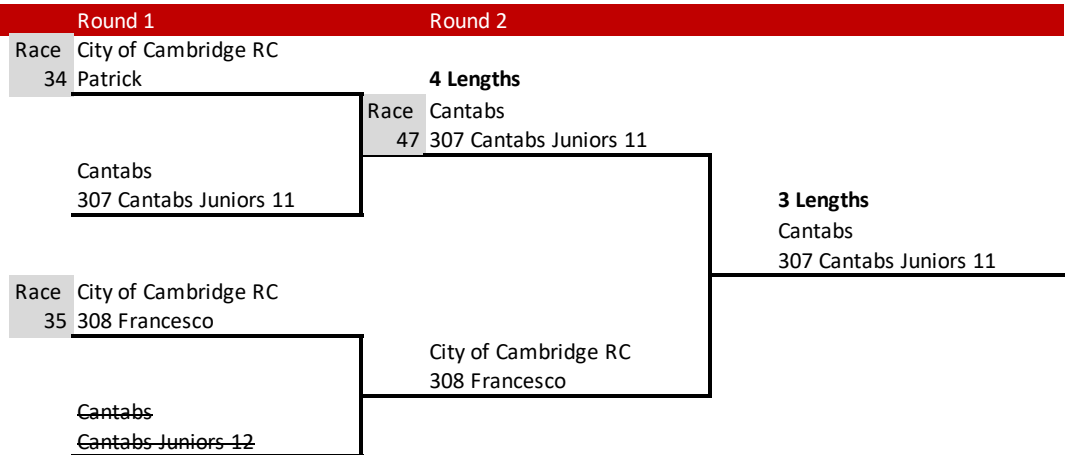 Round 1 Round 2
Race City of Cambridge RC
34 Patrick 4 Lengths
Race Cantabs
47 307 Cantabs Juniors 11
Cantabs
307 Cantabs Juniors 11 3 Lengths
Cantabs
307 Cantabs Juniors 11
Race City of Cambridge RC
35 308 Francesco
City of Cambridge RC
308 Francesco
Cantabs
Cantabs Juniors 12